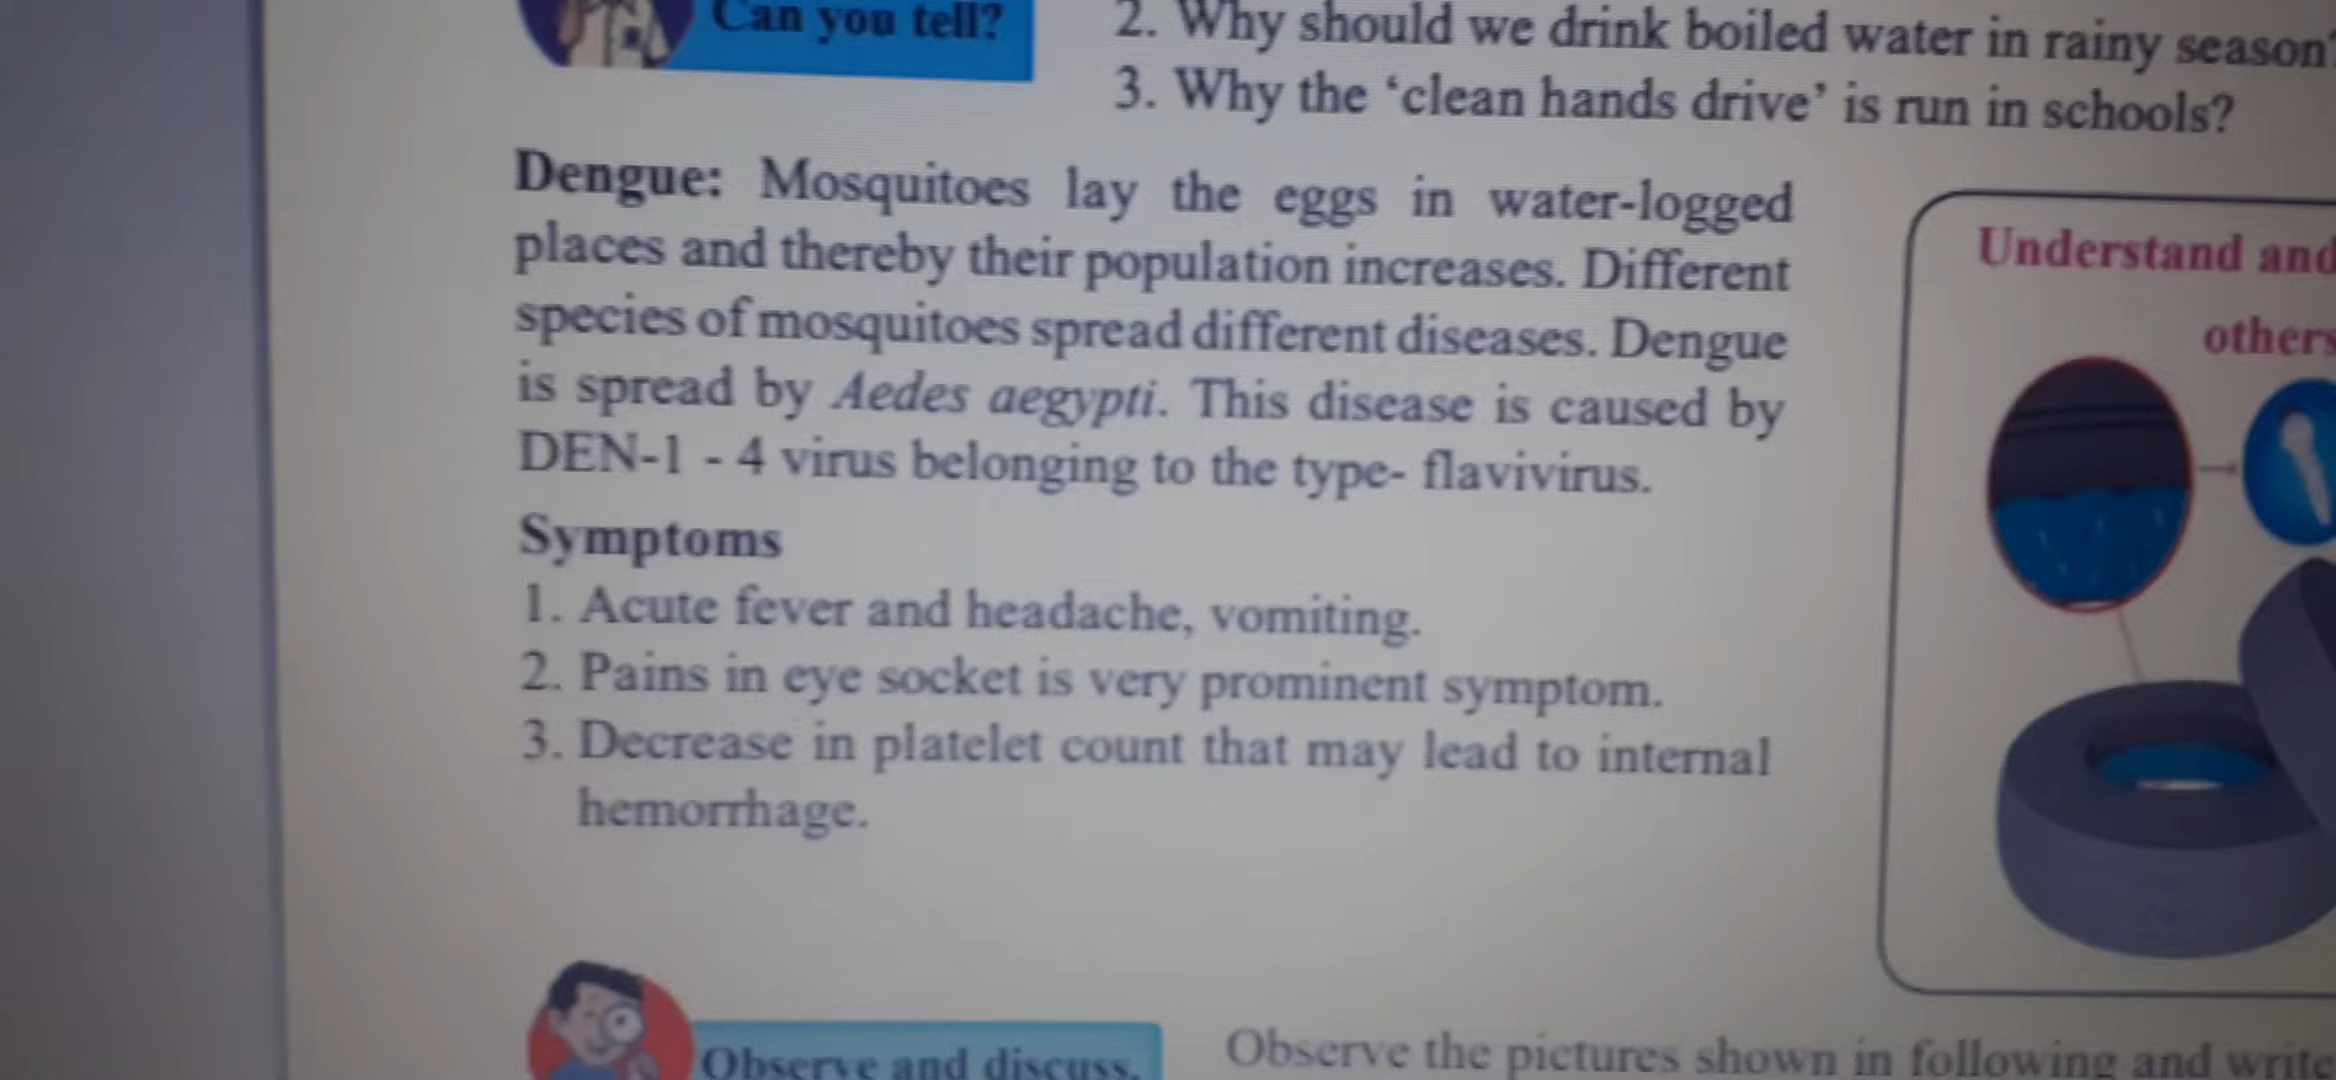 Can you tell?
2. Why should we drink boiled water in rainy season?
3. Why the ‘clean hands drive’ is run in schools?
Dengue: Mosquitoes lay the eggs in water-logged
places and thereby their population increases. Different
species of mosquitoes spread different diseases. Dengue
is spread by Aedes aegypti. This disease is caused by
DEN-1 - 4 virus belonging to the type- flavivirus.
Symptoms
1. Acute fever and headache, vomiting.
2. Pains in eye socket is very prominent symptom.
3. Decrease in platelet count that may lead to internal
hemorrhage.
Understand and
others
Observe and discuss.
Observe the pictures shown in following and write